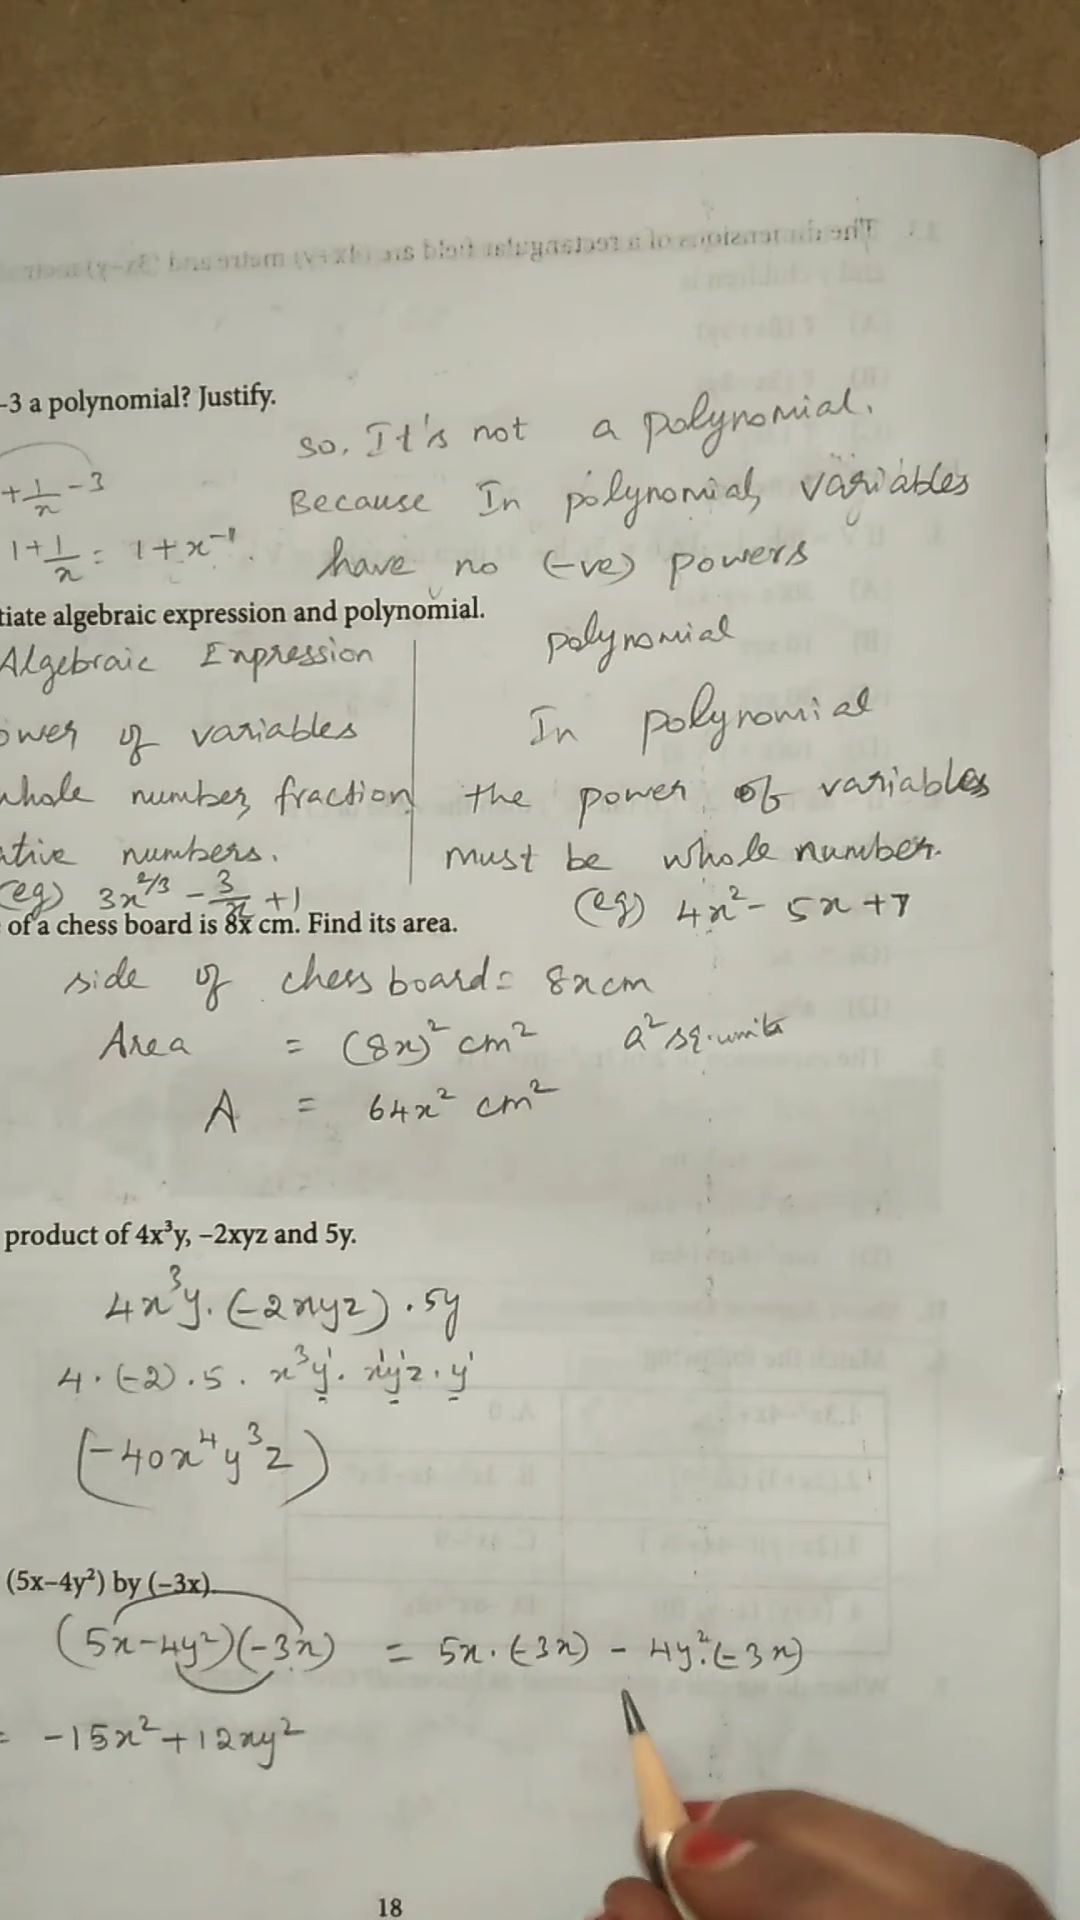 -3 a polynomial? Justify.
so, It's not a polynomial.
+1/x -3
Because In polynomial, variables
1+1/x = 1+x⁻¹.
have no (-ve) powers
tiate algebraic expression and polynomial.
Algebraic Expression
polynomial
ower of variables
In polynomial
whole number, fraction
the power of variables
ative numbers.
must be whole number.
(eg) 3x^2/3 - 3/x + 1
(eg) 4x² - 5x + 7
of a chess board is 8x cm. Find its area.
side of chess board = 8x cm
Area = (8x)² cm² a² sq.units
A = 64x² cm²
product of 4x³y, –2xyz and 5y.
4x³y. (-2xyz) . 5y
4 . (-2) . 5 . x³y¹. x¹y¹z . y¹
(-40x⁴y³z)
(5x–4y²) by (–3x).
(5x-4y²)(-3x) = 5x . (-3x) - 4y².(-3x)
= -15x² + 12xy²
18